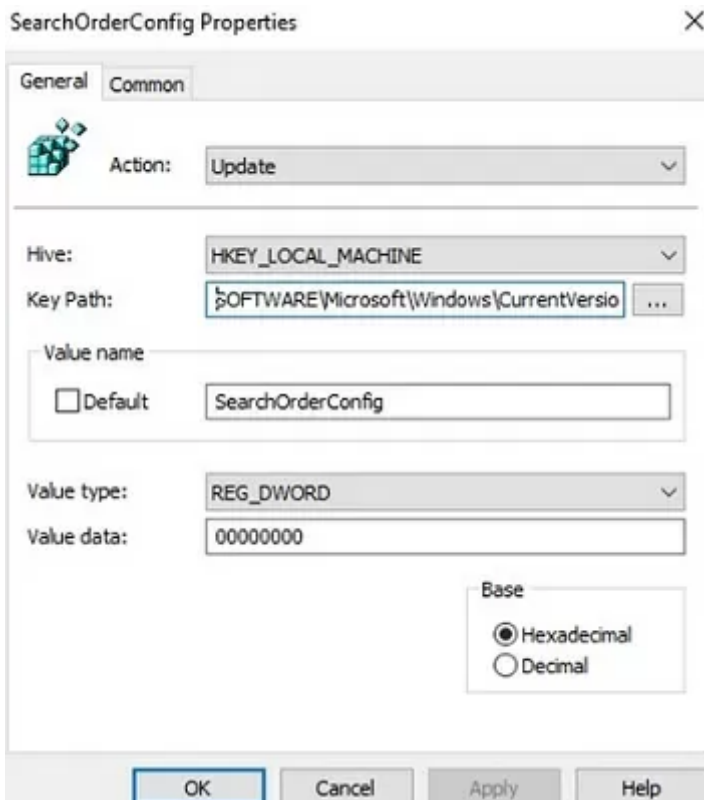 SearchOrderConfig Properties
General Common
Action: Update
Hive: HKEY_LOCAL_MACHINE
Key Path: SOFTWARE\Microsoft\Windows\CurrentVersio ...
Value name
Default SearchOrderConfig
Value type: REG_DWORD
Value data: 00000000
Base
Hexadecimal
Decimal
OK Cancel Apply Help